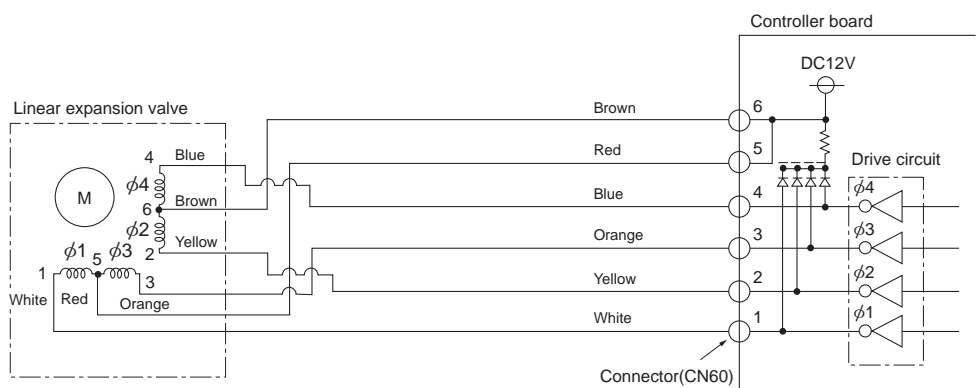 Controller board
DC12V
Linear expansion valve
Brown 6
4 Blue
Red 5
Drive circuit
ϕ4
M
6 Brown
Blue 4
ϕ4
ϕ2
Orange 3
ϕ3
2 Yellow
ϕ1 5 ϕ3
1
3
Yellow 2
ϕ2
White Red Orange
White 1
ϕ1
Connector(CN60)